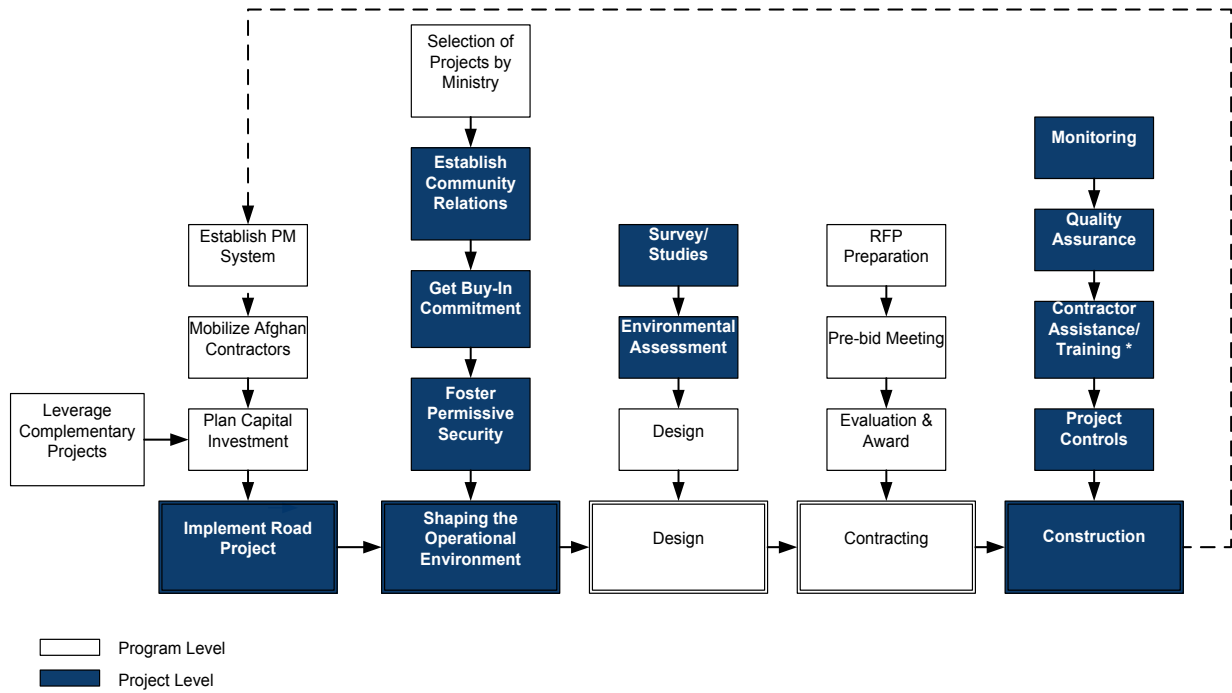 Selection of
Projects by
Ministry
Establish
Community
Relations
Get Buy-In
Commitment
Foster
Permissive
Security
Shaping the
Operational
Environment
Establish PM
System
Mobilize Afghan
Contractors
Plan Capital
Investment
Leverage
Complementary
Projects
Implement Road
Project
Survey/
Studies
Environmental
Assessment
Design
Design
RFP
Preparation
Pre-bid Meeting
Evaluation &
Award
Contracting
Monitoring
Quality
Assurance
Contractor
Assistance/
Training *
Project
Controls
Construction
Program Level
Project Level